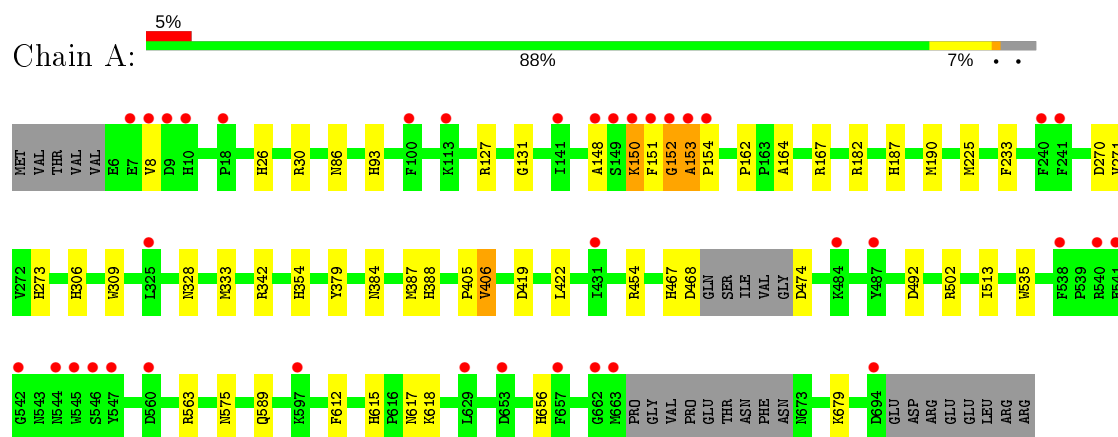 5%
Chain A:
88%
7%
MET VAL THR VAL VAL E6 E7 V8 D9 H10 P18 H26 R30 N86 H93 F100 K113 R127 G131 I141 A148 S149 K150 F151 G152 A153 P154 P162 P163 A164 R167 R182 H187 M190 M225 F233 F240 F241 D270 V271
V272 H273 H306 W309 L325 N328 M333 R342 H354 Y379 N384 M387 H388 P405 V406 D419 L422 I431 R454 H467 D468 GLN SER ILE VAL GLY D474 K484 Y487 D492 R502 I513 W535 F538 P539 R540
G542 N543 N544 W545 S546 Y547 D560 R563 N575 Q589 K597 F612 H615 P616 N617 K618 L629 D653 H656 F657 G662 M663 PRO GLY VAL PRO GLU THR ASN PHE ASN N673 K679 D694 GLU ASP ARG GLU GLU LEU ARG ARG